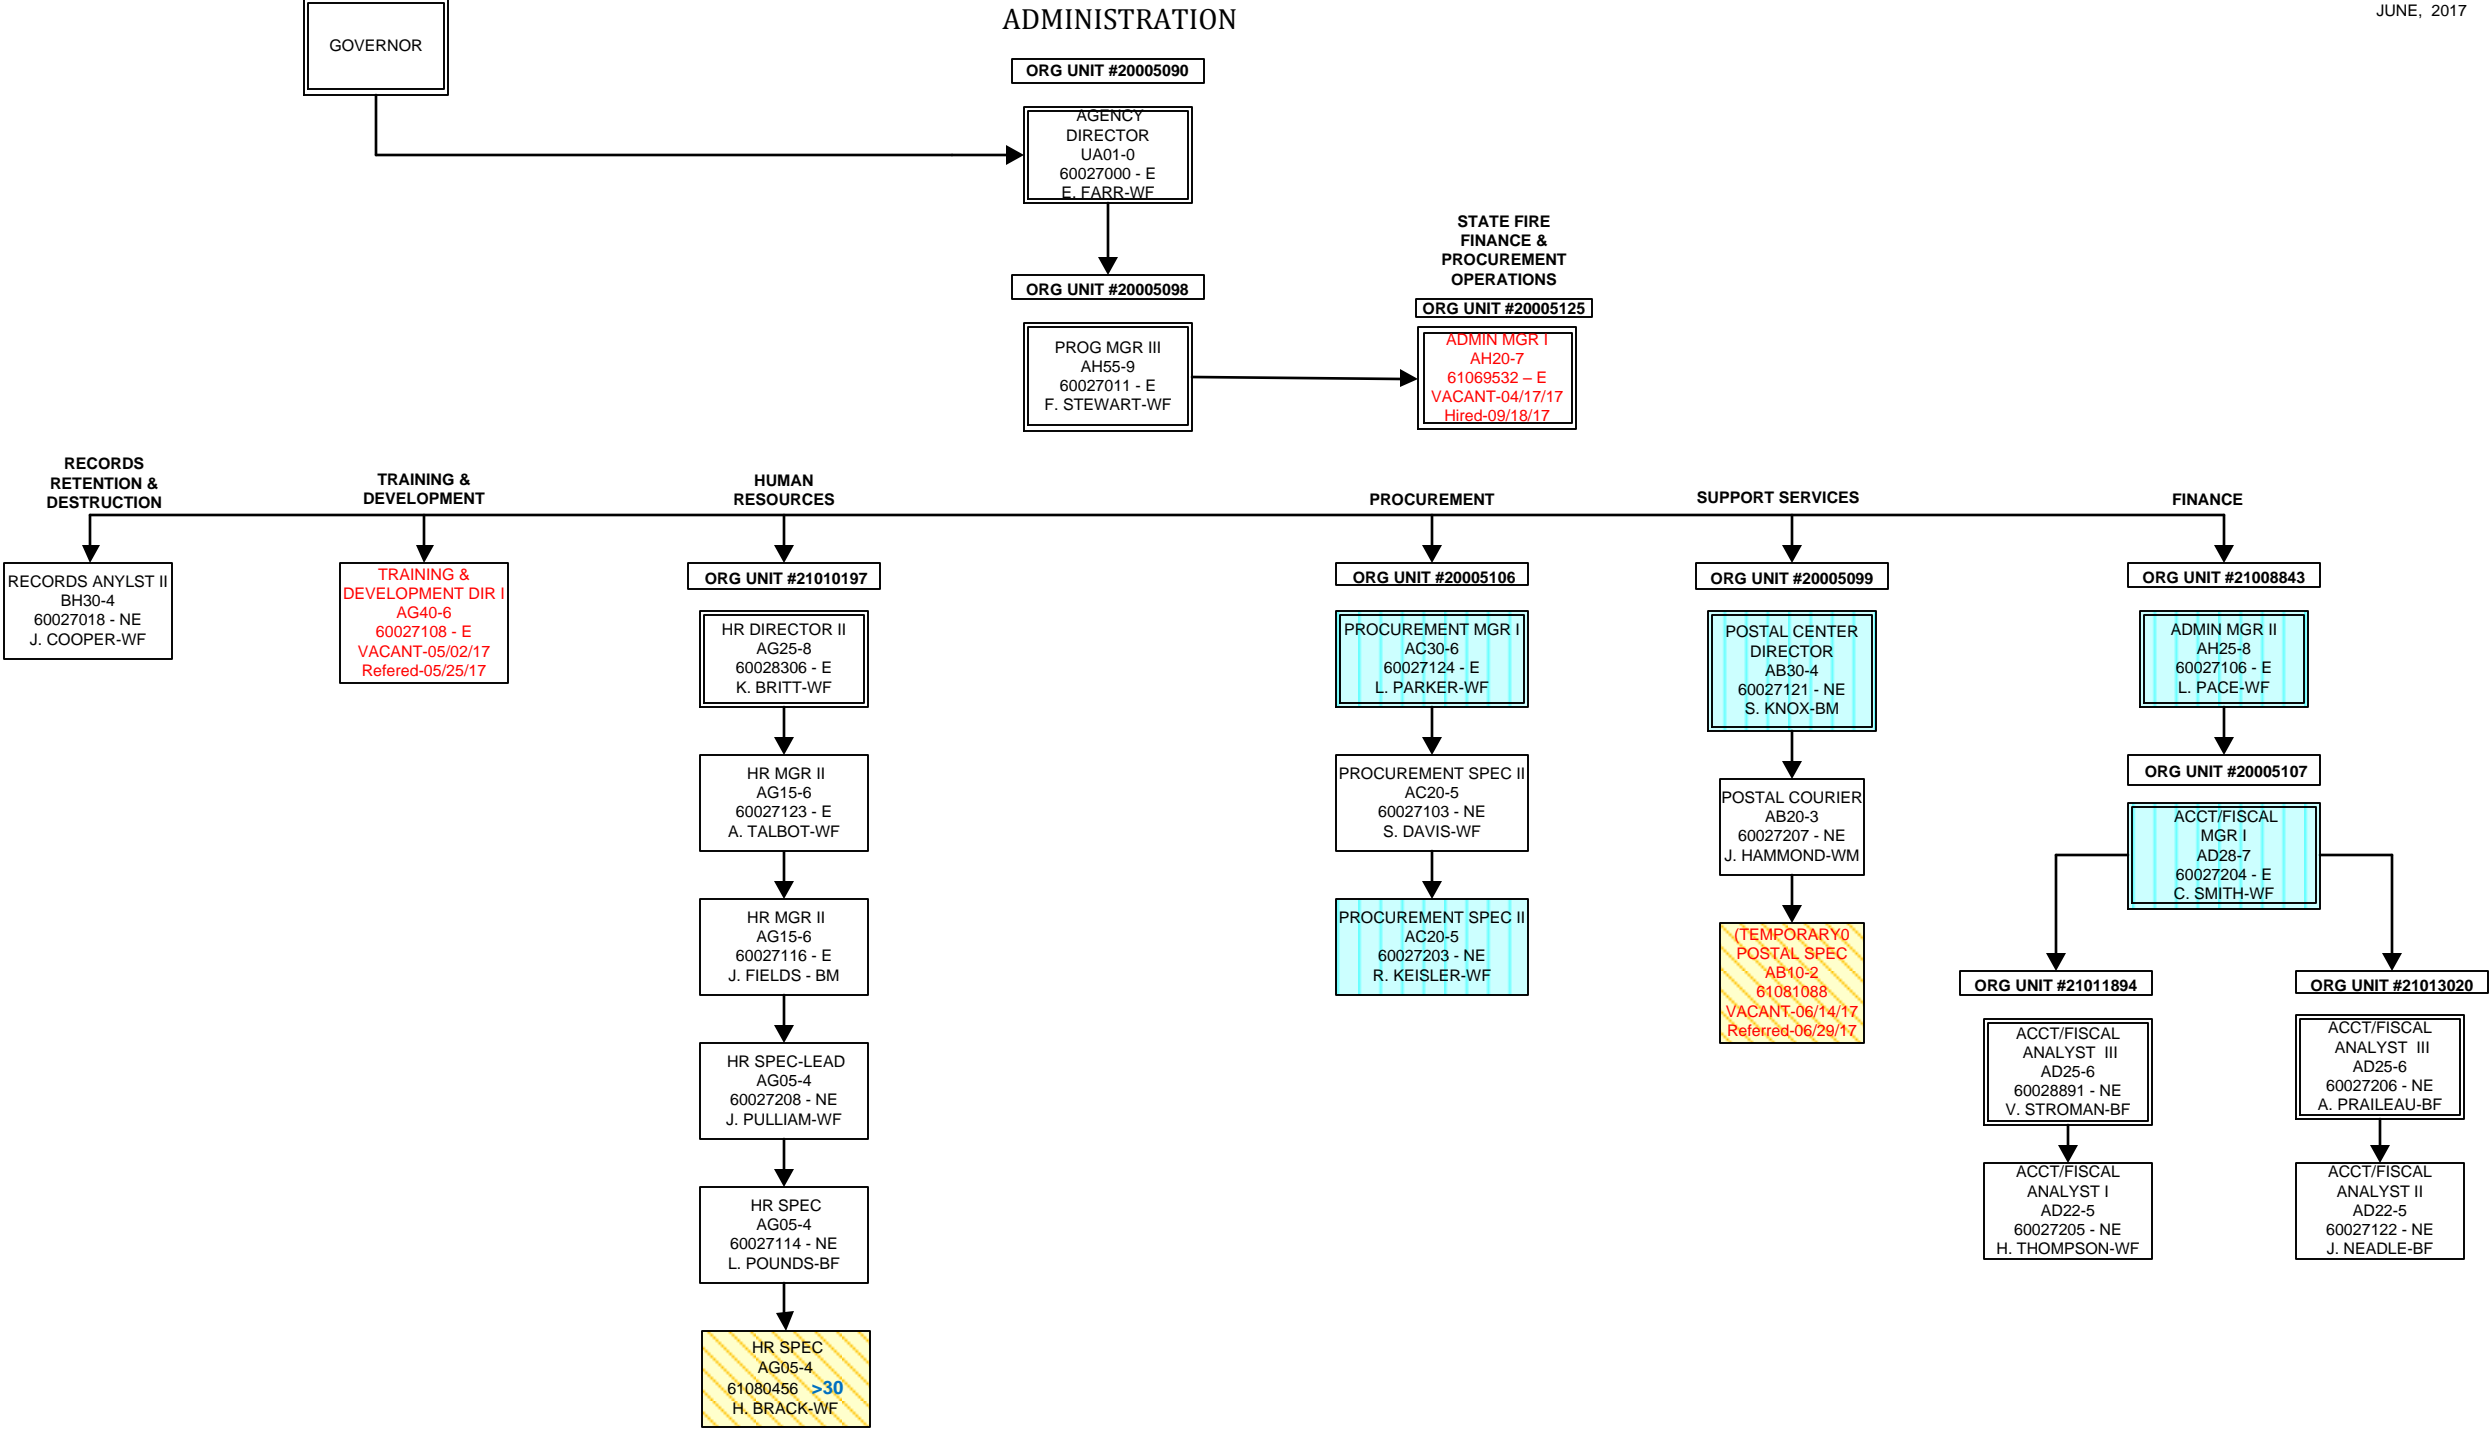 ADMINISTRATION
JUNE, 2017
GOVERNOR
ORG UNIT #20005090
AGENCY
DIRECTOR
UA01-0
60027000 - E
E. FARR-WF
ORG UNIT #20005098
PROG MGR III
AH55-9
60027011 - E
F. STEWART-WF
STATE FIRE
FINANCE &
PROCUREMENT
OPERATIONS
ORG UNIT #20005125
ADMIN MGR I
AH20-7
61069532 – E
VACANT-04/17/17
Hired-09/18/17
RECORDS
RETENTION &
DESTRUCTION
RECORDS ANYLST II
BH30-4
60027018 - NE
J. COOPER-WF
TRAINING &
DEVELOPMENT
TRAINING &
DEVELOPMENT DIR I
AG40-6
60027108 - E
VACANT-05/02/17
Refered-05/25/17
HUMAN
RESOURCES
ORG UNIT #21010197
HR DIRECTOR II
AG25-8
60028306 - E
K. BRITT-WF
HR MGR II
AG15-6
60027123 - E
A. TALBOT-WF
HR MGR II
AG15-6
60027116 - E
J. FIELDS - BM
HR SPEC-LEAD
AG05-4
60027208 - NE
J. PULLIAM-WF
HR SPEC
AG05-4
60027114 - NE
L. POUNDS-BF
HR SPEC
AG05-4
61080456 >30
H. BRACK-WF
PROCUREMENT
ORG UNIT #20005106
PROCUREMENT MGR I
AC30-6
60027124 - E
L. PARKER-WF
PROCUREMENT SPEC II
AC20-5
60027103 - NE
S. DAVIS-WF
PROCUREMENT SPEC II
AC20-5
60027203 - NE
R. KEISLER-WF
SUPPORT SERVICES
ORG UNIT #20005099
POSTAL CENTER
DIRECTOR
AB30-4
60027121 - NE
S. KNOX-BM
POSTAL COURIER
AB20-3
60027207 - NE
J. HAMMOND-WM
(TEMPORARY0
POSTAL SPEC
AB10-2
61081088
VACANT-06/14/17
Referred-06/29/17
FINANCE
ORG UNIT #21008843
ADMIN MGR II
AH25-8
60027106 - E
L. PACE-WF
ORG UNIT #20005107
ACCT/FISCAL
MGR I
AD28-7
60027204 - E
C. SMITH-WF
ORG UNIT #21011894
ACCT/FISCAL
ANALYST III
AD25-6
60028891 - NE
V. STROMAN-BF
ACCT/FISCAL
ANALYST I
AD22-5
60027205 - NE
H. THOMPSON-WF
ORG UNIT #21013020
ACCT/FISCAL
ANALYST III
AD25-6
60027206 - NE
A. PRAILEAU-BF
ACCT/FISCAL
ANALYST II
AD22-5
60027122 - NE
J. NEADLE-BF